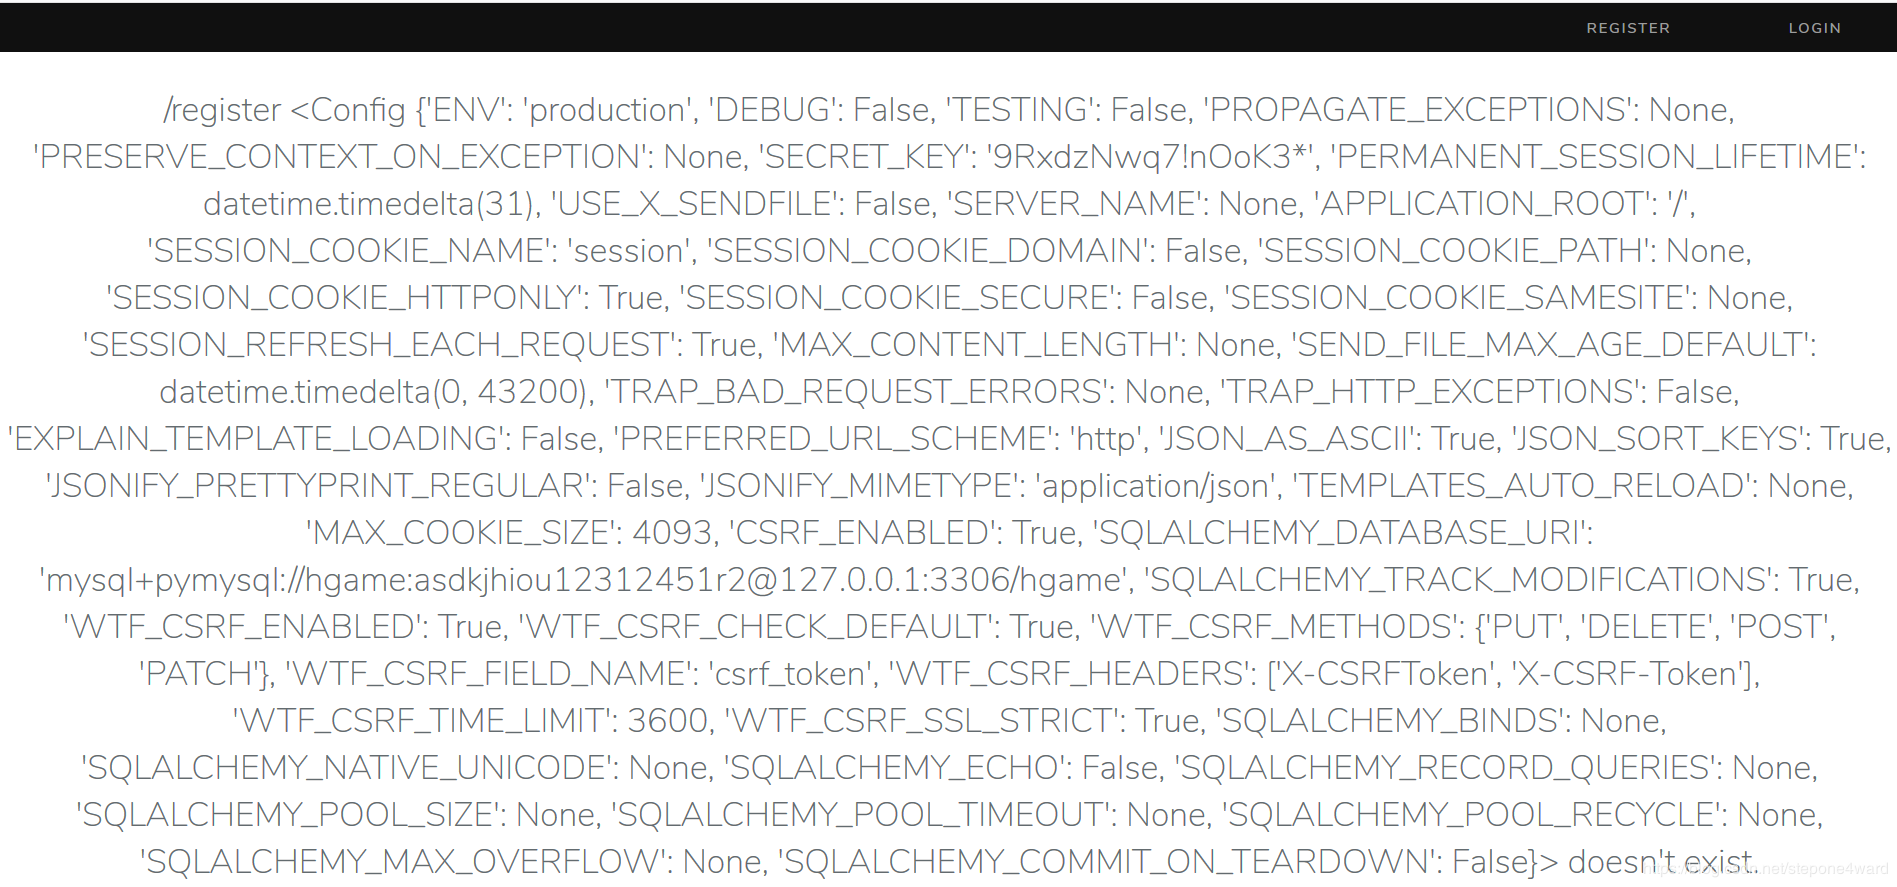 REGISTER LOGIN
/register <Config {'ENV': 'production', 'DEBUG': False, 'TESTING': False, 'PROPAGATE_EXCEPTIONS': None,
'PRESERVE_CONTEXT_ON_EXCEPTION': None, 'SECRET_KEY': '9RxdzNwq7!nOoK3*', 'PERMANENT_SESSION_LIFETIME':
datetime.timedelta(31), 'USE_X_SENDFILE': False, 'SERVER_NAME': None, 'APPLICATION_ROOT': '/',
'SESSION_COOKIE_NAME': 'session', 'SESSION_COOKIE_DOMAIN': False, 'SESSION_COOKIE_PATH': None,
'SESSION_COOKIE_HTTPONLY': True, 'SESSION_COOKIE_SECURE': False, 'SESSION_COOKIE_SAMESITE': None,
'SESSION_REFRESH_EACH_REQUEST': True, 'MAX_CONTENT_LENGTH': None, 'SEND_FILE_MAX_AGE_DEFAULT':
datetime.timedelta(0, 43200), 'TRAP_BAD_REQUEST_ERRORS': None, 'TRAP_HTTP_EXCEPTIONS': False,
'EXPLAIN_TEMPLATE_LOADING': False, 'PREFERRED_URL_SCHEME': 'http', 'JSON_AS_ASCII': True, 'JSON_SORT_KEYS': True,
'JSONIFY_PRETTYPRINT_REGULAR': False, 'JSONIFY_MIMETYPE': 'application/json', 'TEMPLATES_AUTO_RELOAD': None,
'MAX_COOKIE_SIZE': 4093, 'CSRF_ENABLED': True, 'SQLALCHEMY_DATABASE_URI':
'mysql+pymysql://hgame:asdkjhiou12312451r2@127.0.0.1:3306/hgame', 'SQLALCHEMY_TRACK_MODIFICATIONS': True,
'WTF_CSRF_ENABLED': True, 'WTF_CSRF_CHECK_DEFAULT': True, 'WTF_CSRF_METHODS': {'PUT', 'DELETE', 'POST',
'PATCH'}, 'WTF_CSRF_FIELD_NAME': 'csrf_token', 'WTF_CSRF_HEADERS': ['X-CSRFToken', 'X-CSRF-Token'],
'WTF_CSRF_TIME_LIMIT': 3600, 'WTF_CSRF_SSL_STRICT': True, 'SQLALCHEMY_BINDS': None,
'SQLALCHEMY_NATIVE_UNICODE': None, 'SQLALCHEMY_ECHO': False, 'SQLALCHEMY_RECORD_QUERIES': None,
'SQLALCHEMY_POOL_SIZE': None, 'SQLALCHEMY_POOL_TIMEOUT': None, 'SQLALCHEMY_POOL_RECYCLE': None,
'SQLALCHEMY_MAX_OVERFLOW': None, 'SQLALCHEMY_COMMIT_ON_TEARDOWN': False}> doesn't exist.
https://blog.csdn.net/stepone4ward